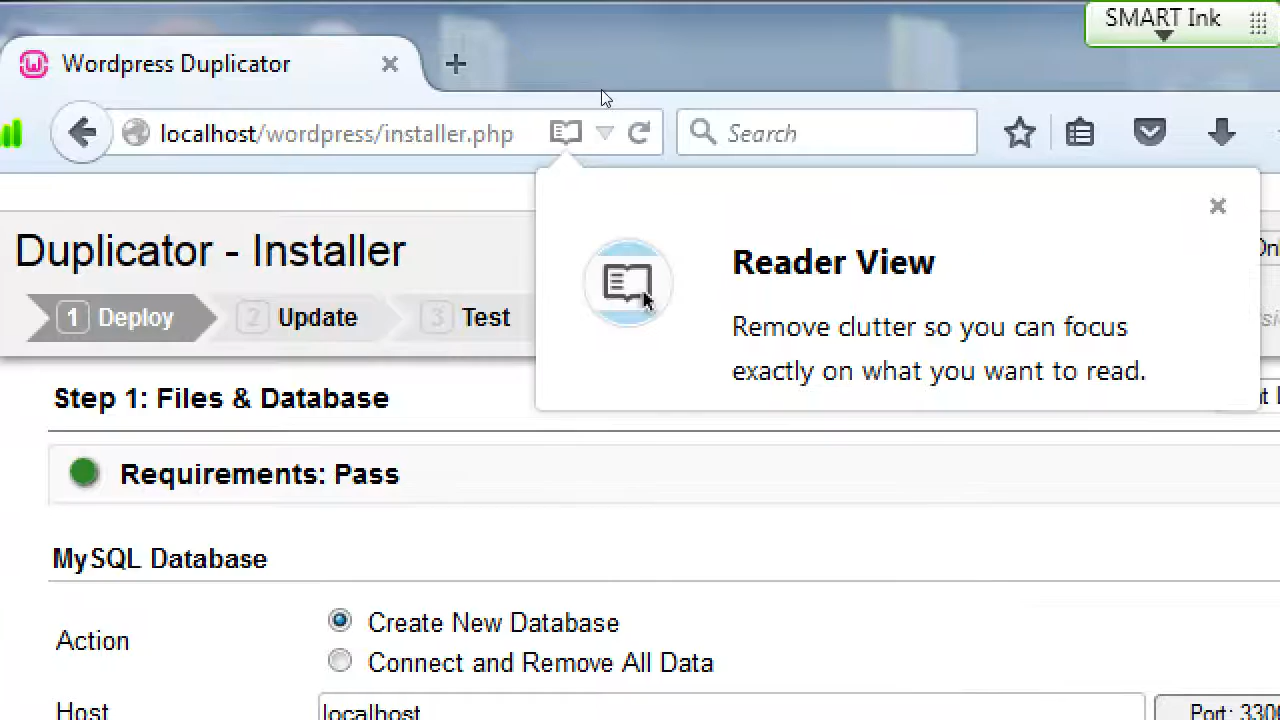 SMART Ink
Wordpress Duplicator
localhost/wordpress/installer.php
Search
Duplicator - Installer
Reader View
1 Deploy
2 Update
3 Test
Remove clutter so you can focus
exactly on what you want to read.
Step 1: Files & Database
Requirements: Pass
MySQL Database
Action
Create New Database
Connect and Remove All Data
Host
localhost
Port: